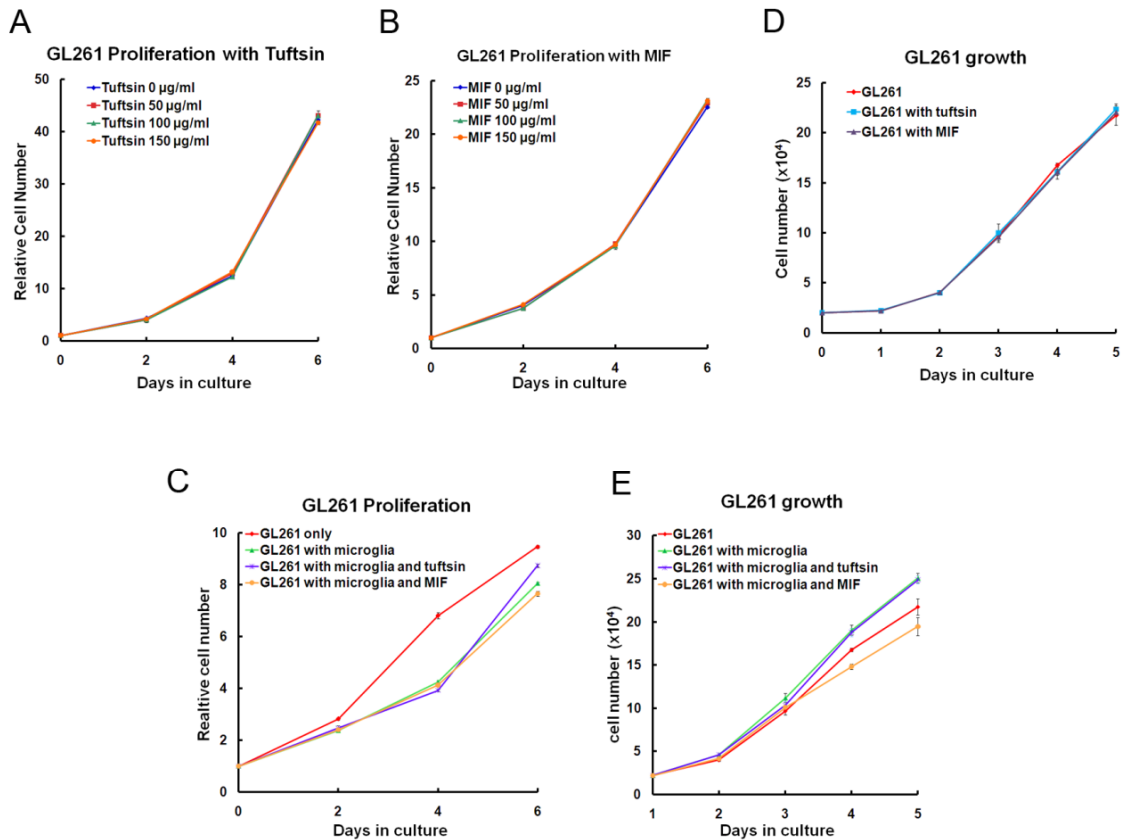 A
GL261 Proliferation with Tuftsin
Tuftsin 0 µg/ml
Tuftsin 50 µg/ml
Tuftsin 100 µg/ml
Tuftsin 150 µg/ml
Relative Cell Number
50
40
30
20
10
0
0 2 4 6
Days in culture
B
GL261 Proliferation with MIF
MIF 0 µg/ml
MIF 50 µg/ml
MIF 100 µg/ml
MIF 150 µg/ml
Relative Cell Number
25
20
15
10
5
0
0 2 4 6
Days in culture
D
GL261 growth
GL261
GL261 with tuftsin
GL261 with MIF
Cell number (x10⁴)
25
20
15
10
5
0
0 1 2 3 4 5
Days in culture
C
GL261 Proliferation
GL261 only
GL261 with microglia
GL261 with microglia and tuftsin
GL261 with microglia and MIF
Realtive cell number
10
8
6
4
2
0
0 2 4 6
Days in culture
E
GL261 growth
GL261
GL261 with microglia
GL261 with microglia and tuftsin
GL261 with microglia and MIF
cell number (x10⁴)
30
25
20
15
10
5
0
1 2 3 4 5
Days in culture